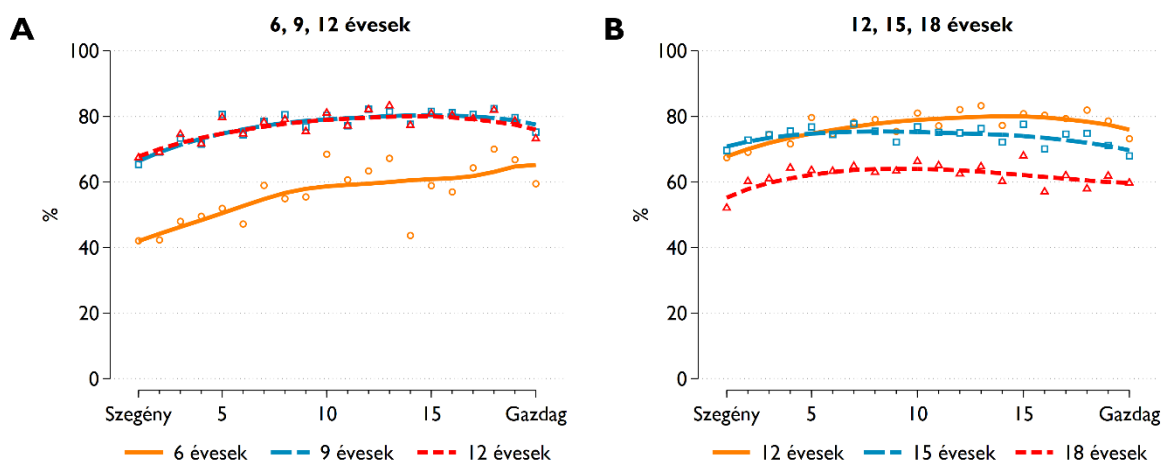 A
6, 9, 12 évesek
100
80
60
40
20
0
%
Szegény 5 10 15 Gazdag
6 évesek 9 évesek 12 évesek
B
12, 15, 18 évesek
100
80
60
40
20
0
%
Szegény 5 10 15 Gazdag
12 évesek 15 évesek 18 évesek